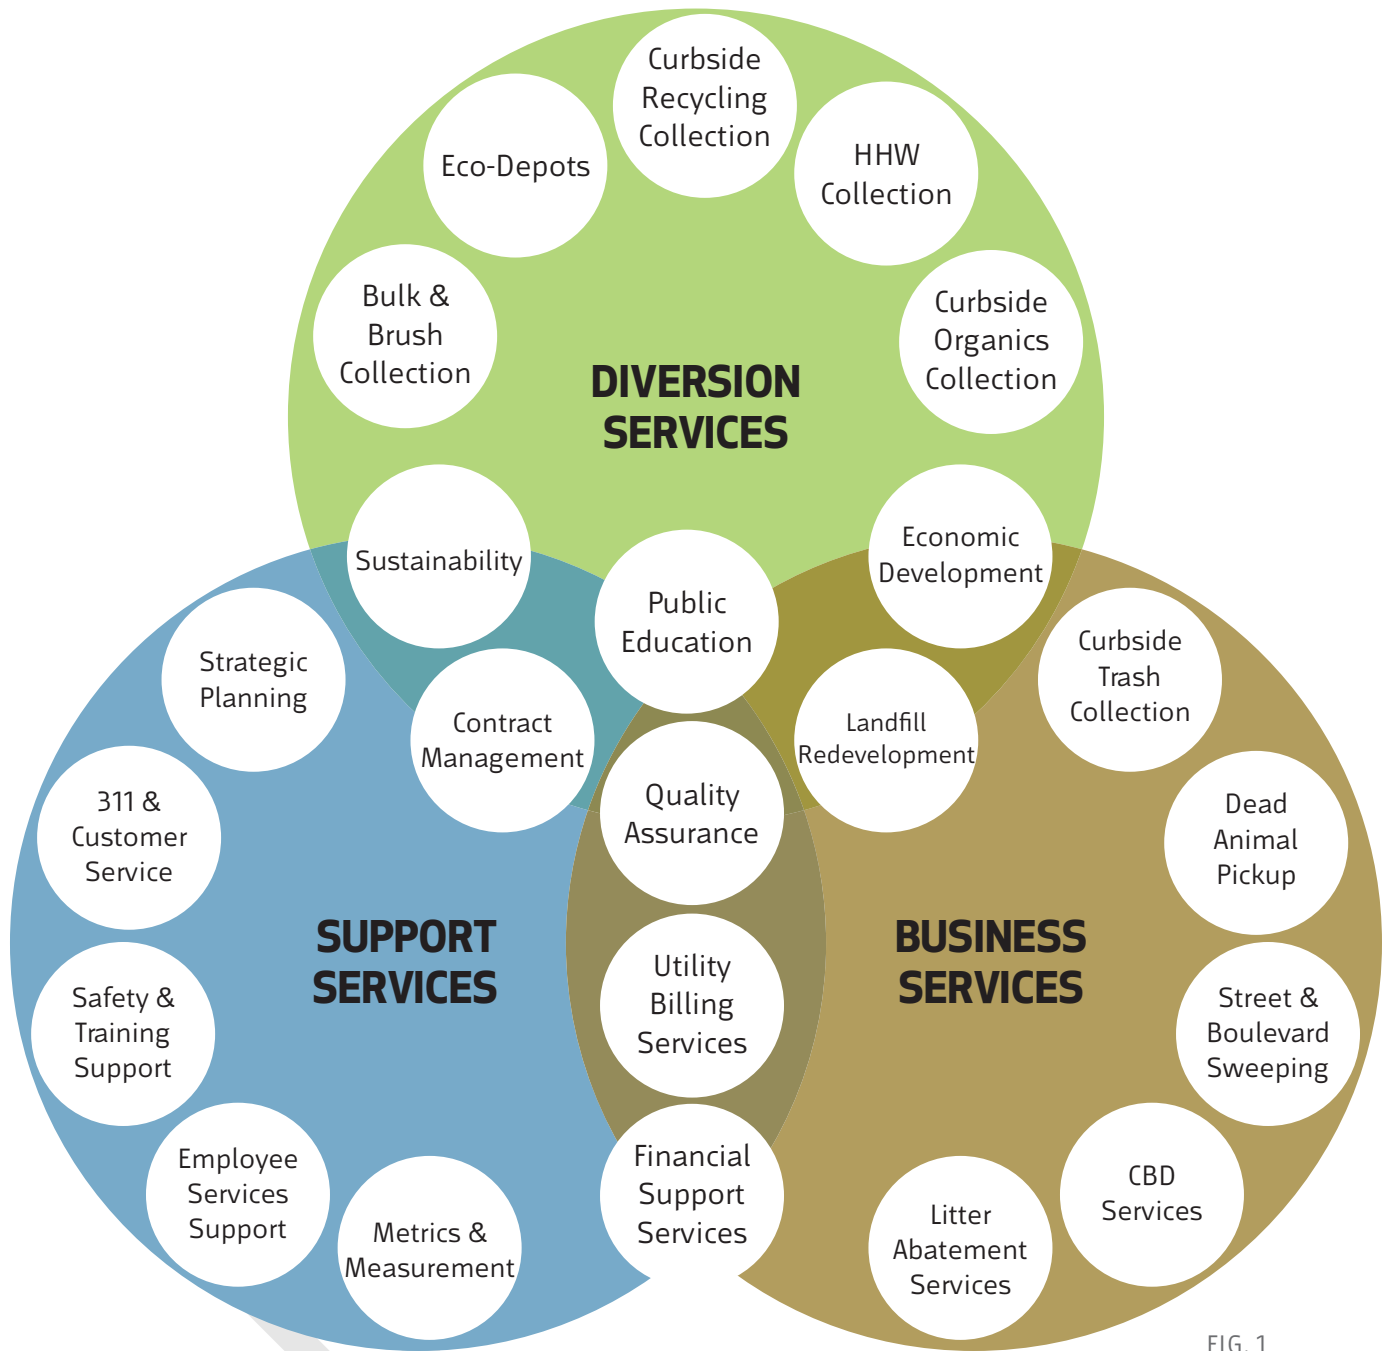 Curbside
Recycling
Collection
Eco-Depots
HHW
Collection
Bulk &
Brush
Collection
Curbside
Organics
Collection
DIVERSION
SERVICES
Sustainability
Economic
Development
Public
Education
Strategic
Planning
Contract
Management
Landfill
Redevelopment
Curbside
Trash
Collection
311 &
Customer
Service
Quality
Assurance
Dead
Animal
Pickup
SUPPORT
SERVICES
BUSINESS
SERVICES
Safety &
Training
Support
Utility
Billing
Services
Street &
Boulevard
Sweeping
Employee
Services
Support
Metrics &
Measurement
Financial
Support
Services
Litter
Abatement
Services
CBD
Services
FIG. 1